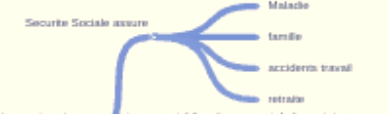 Securite Sociale assure
Maladie
famille
accidents travail
retraite